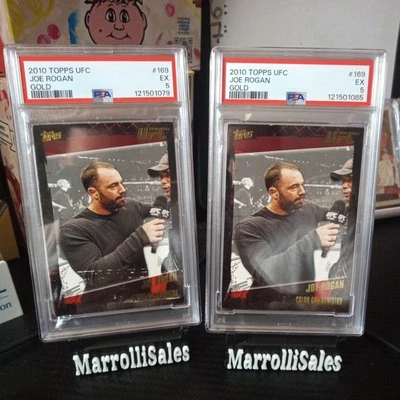 2010 TOPPS UFC #169
JOE ROGAN EX
GOLD 5
PSA
121501079
Topps
UFC
MarrolliSales
2010 TOPPS UFC #169
JOE ROGAN EX
GOLD 5
PSA
121501085
Topps
UFC
JOE ROGAN
COLOR COMMENTATOR
MarrolliSales